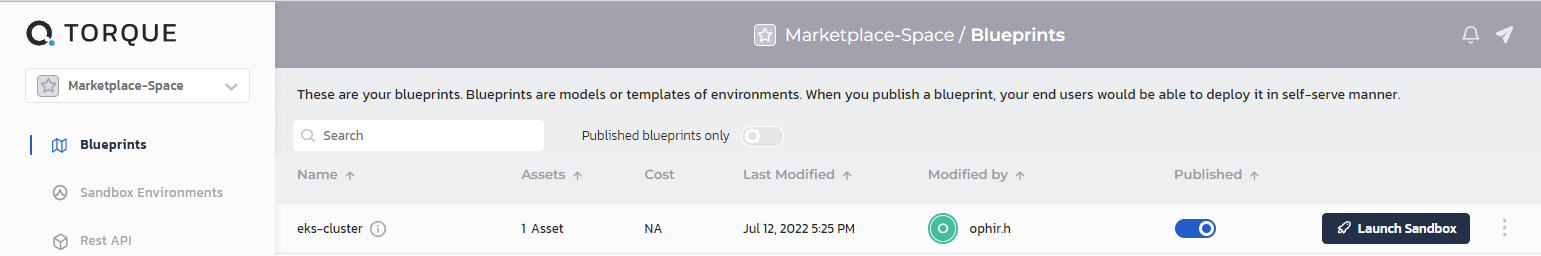 TORQUE
Marketplace-Space / Blueprints
Marketplace-Space
These are your blueprints. Blueprints are models or templates of environments. When you publish a blueprint, your end users would be able to deploy it in self-serve manner.
Search
Published blueprints only
Blueprints
Sandbox Environments
Rest API
Name Assets Cost Last Modified Modified by Published
eks-cluster 1 Asset NA Jul 12, 2022 5:25 PM O ophir.h Launch Sandbox